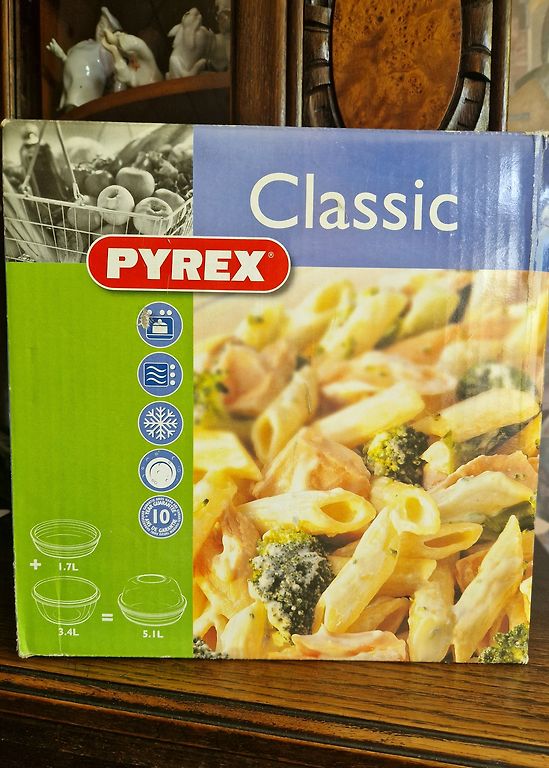 Classic
PYREX®
10
+ 1.7L
3.4L = 5.1L